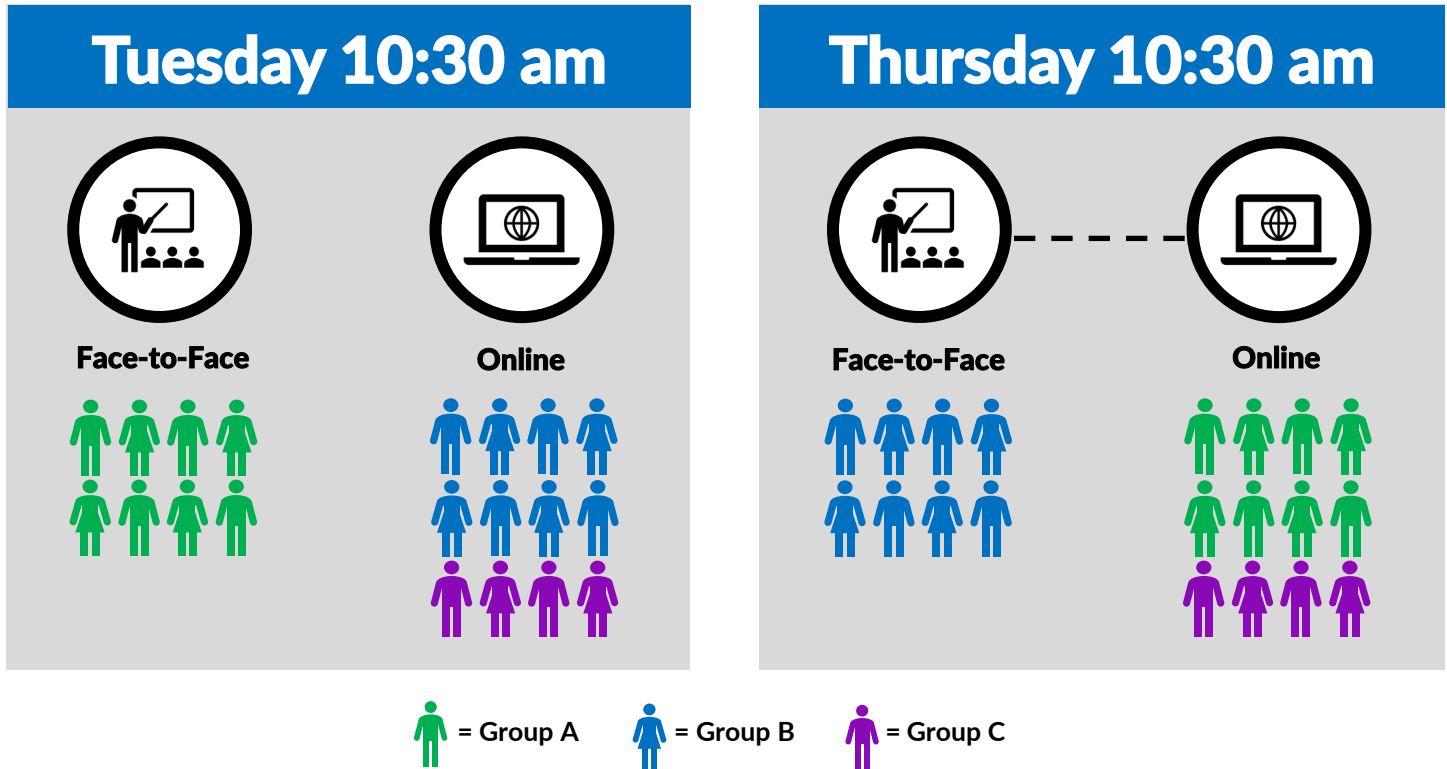 Tuesday 10:30 am
Face-to-Face
Online
Thursday 10:30 am
Face-to-Face
Online
= Group A
= Group B
= Group C